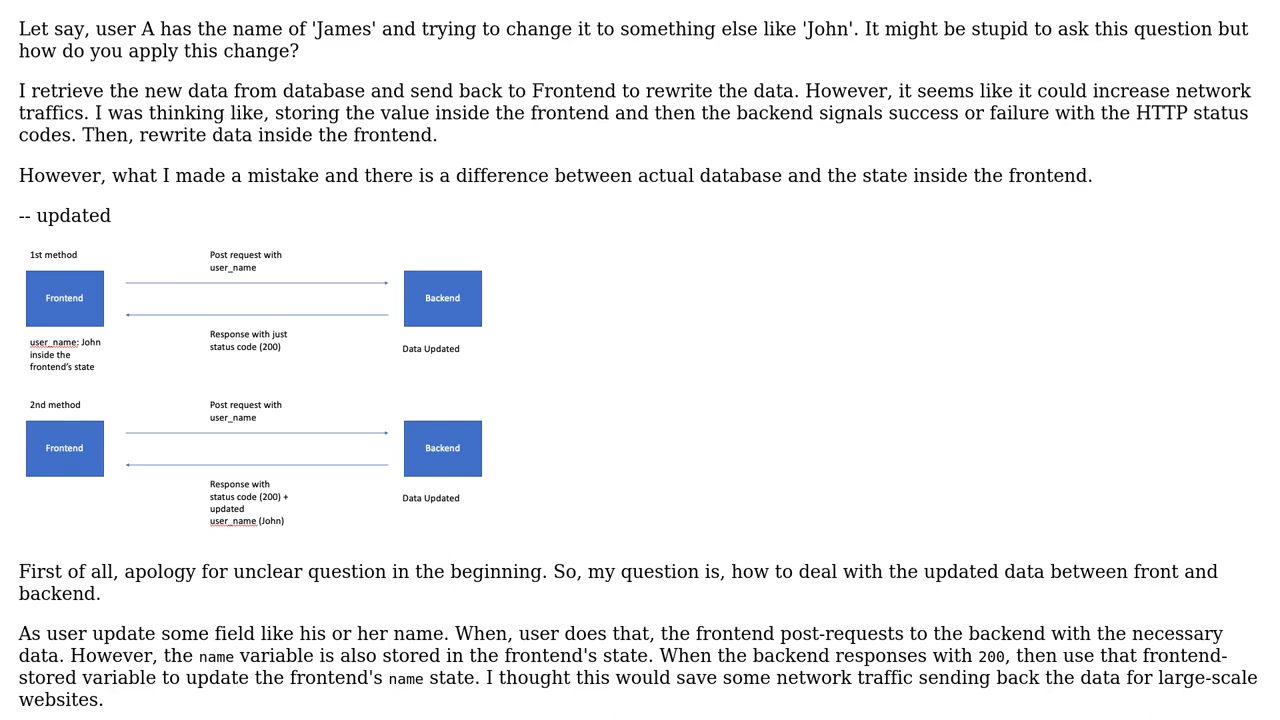 Let say, user A has the name of 'James' and trying to change it to something else like 'John'. It might be stupid to ask this question but
how do you apply this change?
I retrieve the new data from database and send back to Frontend to rewrite the data. However, it seems like it could increase network
traffics. I was thinking like, storing the value inside the frontend and then the backend signals success or failure with the HTTP status
codes. Then, rewrite data inside the frontend.
However, what I made a mistake and there is a difference between actual database and the state inside the frontend.
-- updated
1st method
Post request with
user_name
Frontend
Backend
Response with just
status code (200)
user_name: John
inside the
frontend's state
Data Updated
2nd method
Post request with
user_name
Frontend
Backend
Response with
status code (200) +
updated
user_name (John)
Data Updated
First of all, apology for unclear question in the beginning. So, my question is, how to deal with the updated data between front and
backend.
As user update some field like his or her name. When, user does that, the frontend post-requests to the backend with the necessary
data. However, the name variable is also stored in the frontend's state. When the backend responses with 200, then use that frontend-
stored variable to update the frontend's name state. I thought this would save some network traffic sending back the data for large-scale
websites.